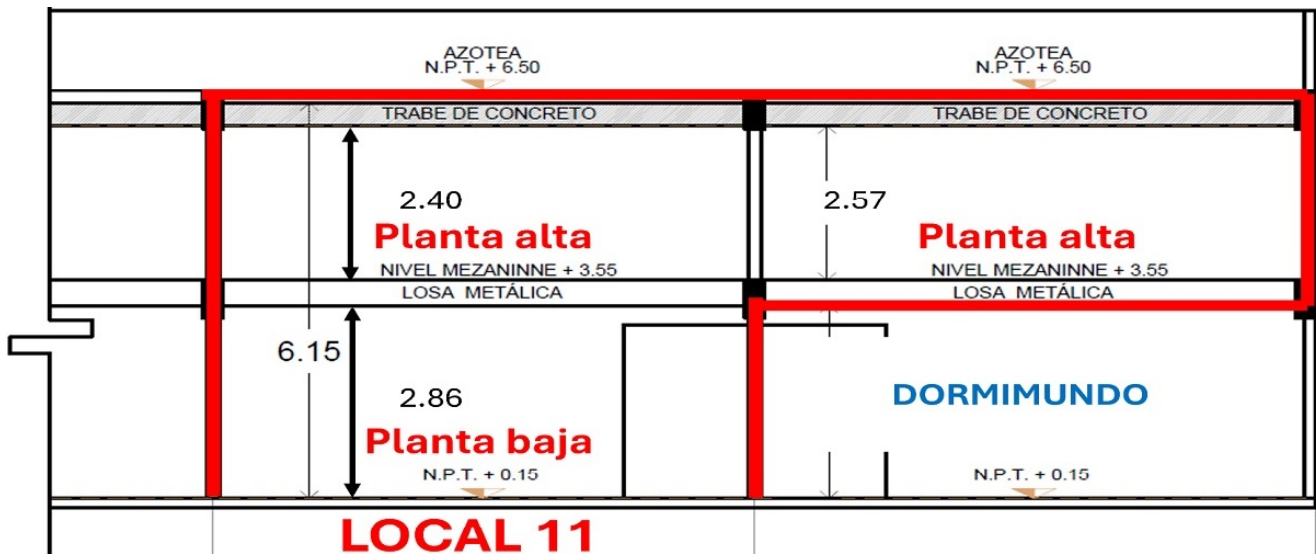 AZOTEA
N.P.T. + 6.50
AZOTEA
N.P.T. + 6.50
TRABE DE CONCRETO
TRABE DE CONCRETO
2.40
2.57
Planta alta
Planta alta
NIVEL MEZANINNE + 3.55
NIVEL MEZANINNE + 3.55
LOSA METÁLICA
LOSA METÁLICA
6.15
2.86
DORMIMUNDO
Planta baja
N.P.T. + 0.15
N.P.T. + 0.15
LOCAL 11